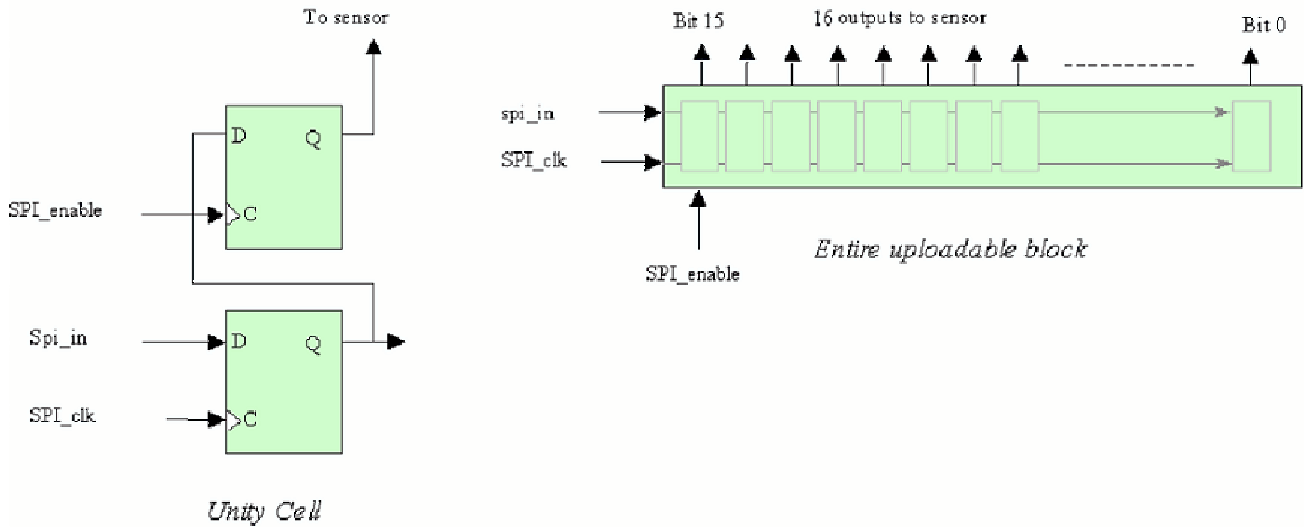 To sensor
D
Q
SPI_enable
C
Spi_in
D
Q
SPI_clk
C
Unity Cell
Bit 15
16 outputs to sensor
Bit 0
spi_in
SPI_clk
SPI_enable
Entire uploadable block